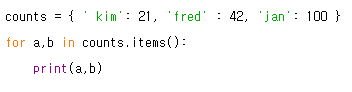 counts = { ' kim': 21, 'fred' : 42, 'jan': 100 }
for a,b in counts.items():
    print(a,b)